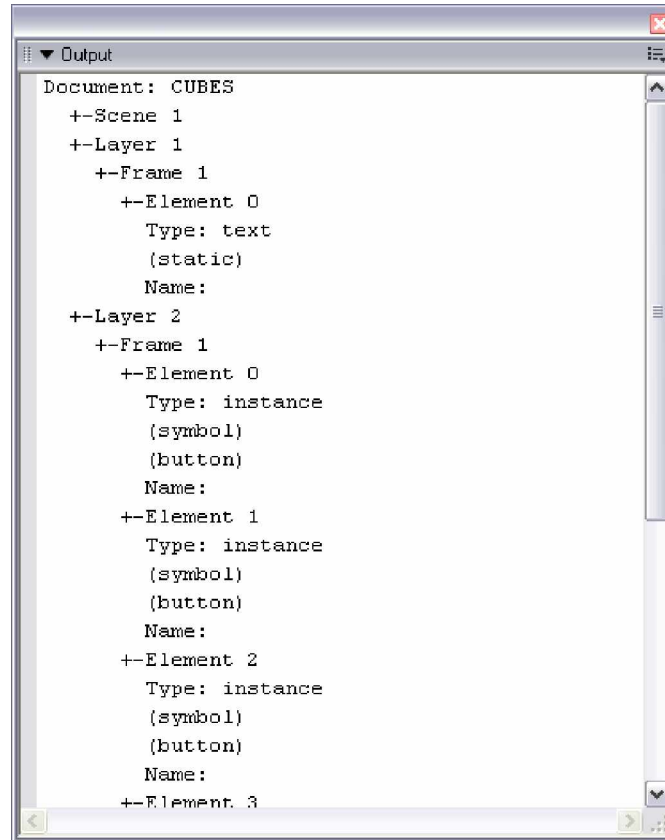 Output
Document: CUBES
+-Scene 1
+-Layer 1
+-Frame 1
+-Element 0
Type: text
(static)
Name:
+-Layer 2
+-Frame 1
+-Element 0
Type: instance
(symbol)
(button)
Name:
+-Element 1
Type: instance
(symbol)
(button)
Name:
+-Element 2
Type: instance
(symbol)
(button)
Name:
+-Element 3